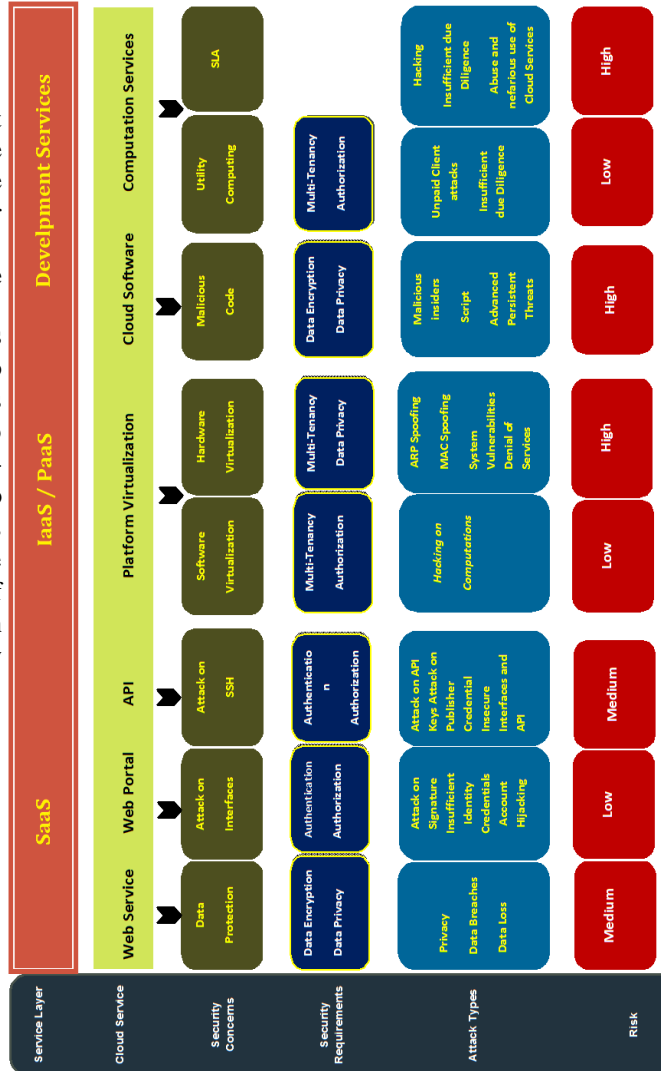 Service Layer
SaaS
IaaS / PaaS
Develpment Services
Cloud Service
Web Service
Web Portal
API
Platform Virtualization
Cloud Software
Computation Services
Security
Concerns
Data
Protection
Attack on
Interfaces
Attack on
SSH
Software
Virtualization
Hardware
Virtualization
Malicious
Code
Utility
Computing
SLA
Security
Requirements
Data Encryption
Data Privacy
Authentication
Authorization
Authenticatio
n
Authorization
Multi-Tenancy
Authorization
Multi-Tenancy
Data Privacy
Data Encryption
Data Privacy
Multi-Tenancy
Authorization
Attack Types
Privacy
Data Breaches
Data Loss
Attack on
Signature
Insufficient
Identity
Credentials
Account
Hijacking
Attack on API
Keys Attack on
Publisher
Credential
Insecure
Interfaces and
API
Hacking on
Computations
ARP Spoofing
MAC Spoofing
System
Vulnerabilities
Denial of
Services
Malicious
insiders
Script
Advanced
Persistent
Threats
Unpaid Client
attacks
Insufficient
due Diligence
Hacking
Insufficient due
Diligence
Abuse and
nefarious use of
Cloud Services
Risk
Medium
Low
Medium
Low
High
High
Low
High